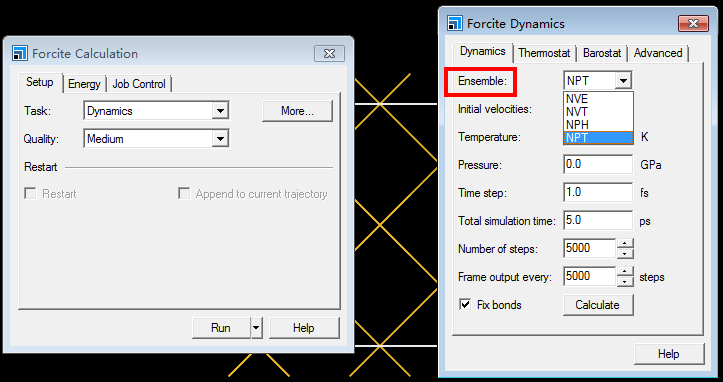 Forcite Calculation
Setup Energy Job Control
Task: Dynamics More...
Quality: Medium
Restart
Restart Append to current trajectory
Run Help
Forcite Dynamics
Dynamics Thermostat Barostat Advanced
Ensemble: NPT
NVE
Initial velocities: NVT
NPH
Temperature: NPT K
Pressure: 0.0 GPa
Time step: 1.0 fs
Total simulation time: 5.0 ps
Number of steps: 5000
Frame output every: 5000 steps
Fix bonds Calculate
Help